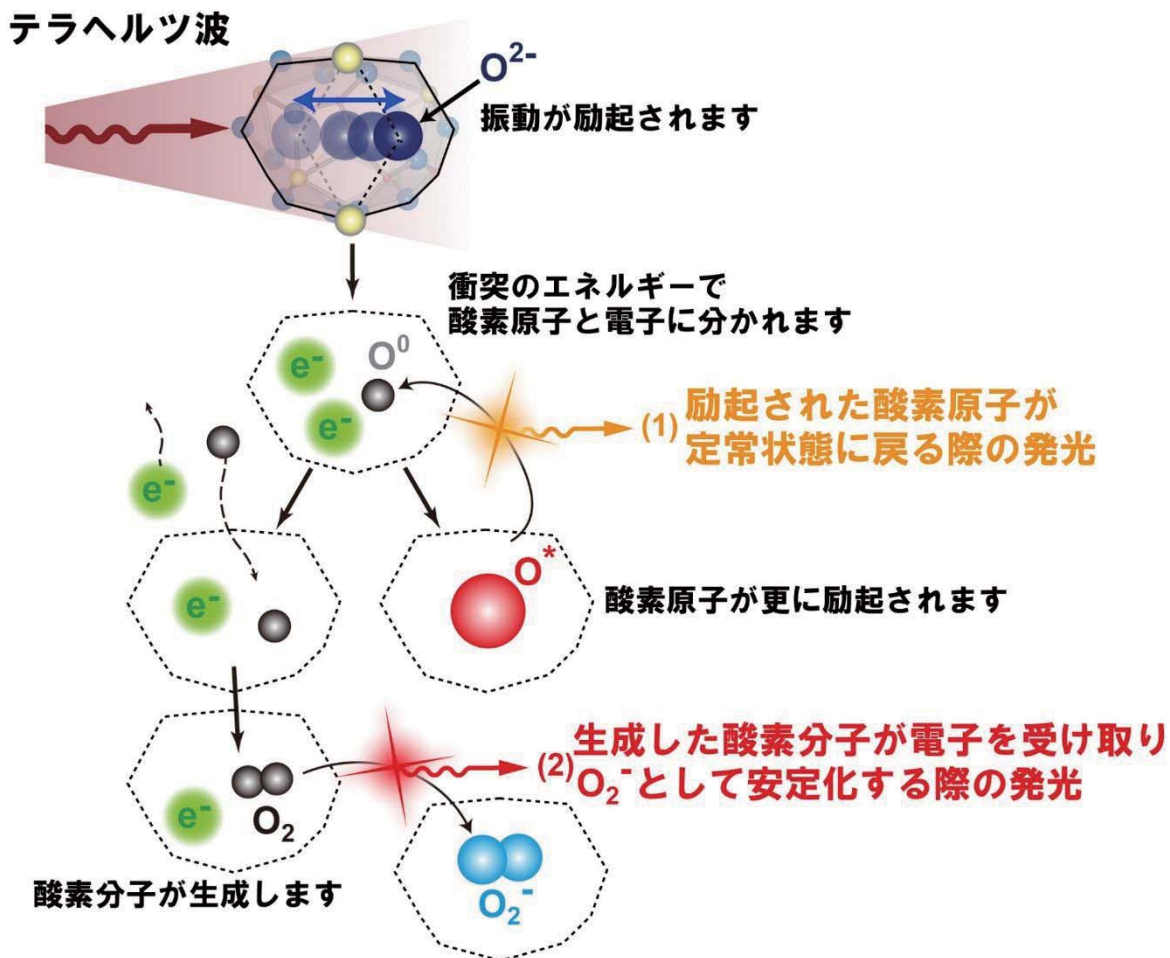 テラヘルツ波
O²⁻
振動が励起されます
衝突のエネルギーで
酸素原子と電子に分かれます
e⁻
O⁰
e⁻
(1) 励起された酸素原子が
定常状態に戻る際の発光
e⁻
e⁻
O*
酸素原子が更に励起されます
(2) 生成した酸素分子が電子を受け取り
O₂⁻として安定化する際の発光
e⁻
O₂
酸素分子が生成します
O₂⁻